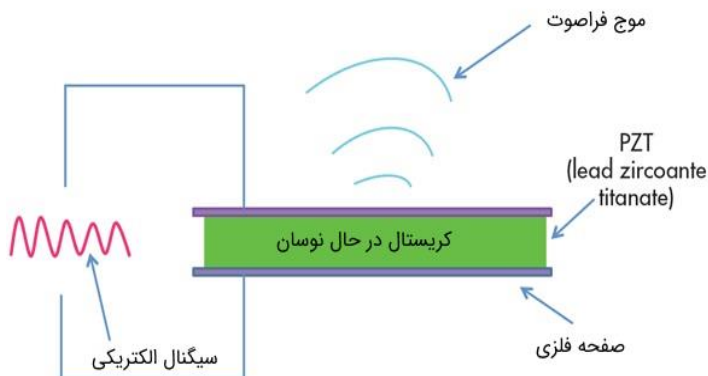 موج فراصوت
PZT
(lead zircoante
titanate)
کریستال در حال نوسان
صفحه فلزی
سیگنال الکتریکی